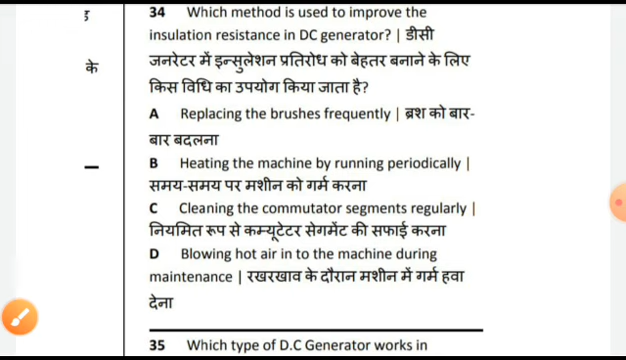 ह
के
34 Which method is used to improve the
insulation resistance in DC generator? | डीसी
जनरेटर में इन्सुलेशन प्रतिरोध को बेहतर बनाने के लिए
किस विधि का उपयोग किया जाता है?
A Replacing the brushes frequently | ब्रश को बार-
बार बदलना
B Heating the machine by running periodically |
समय-समय पर मशीन को गर्म करना
C Cleaning the commutator segments regularly |
नियमित रूप से कम्यूटेटर सेगमेंट की सफाई करना
D Blowing hot air in to the machine during
maintenance | रखरखाव के दौरान मशीन में गर्म हवा
देना
35 Which type of D.C Generator works in